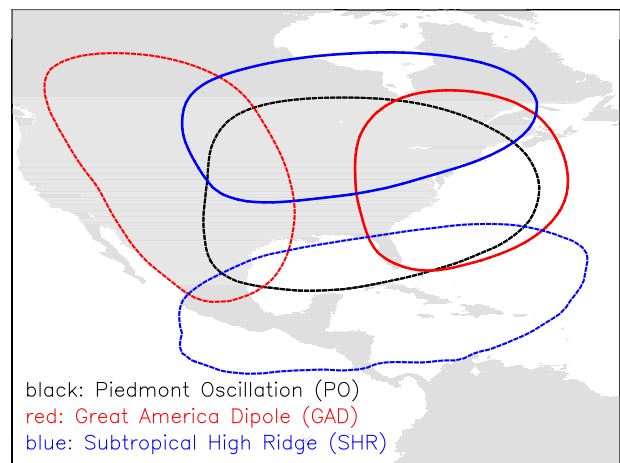 black: Piedmont Oscillation (PO)
red: Great America Dipole (GAD)
blue: Subtropical High Ridge (SHR)